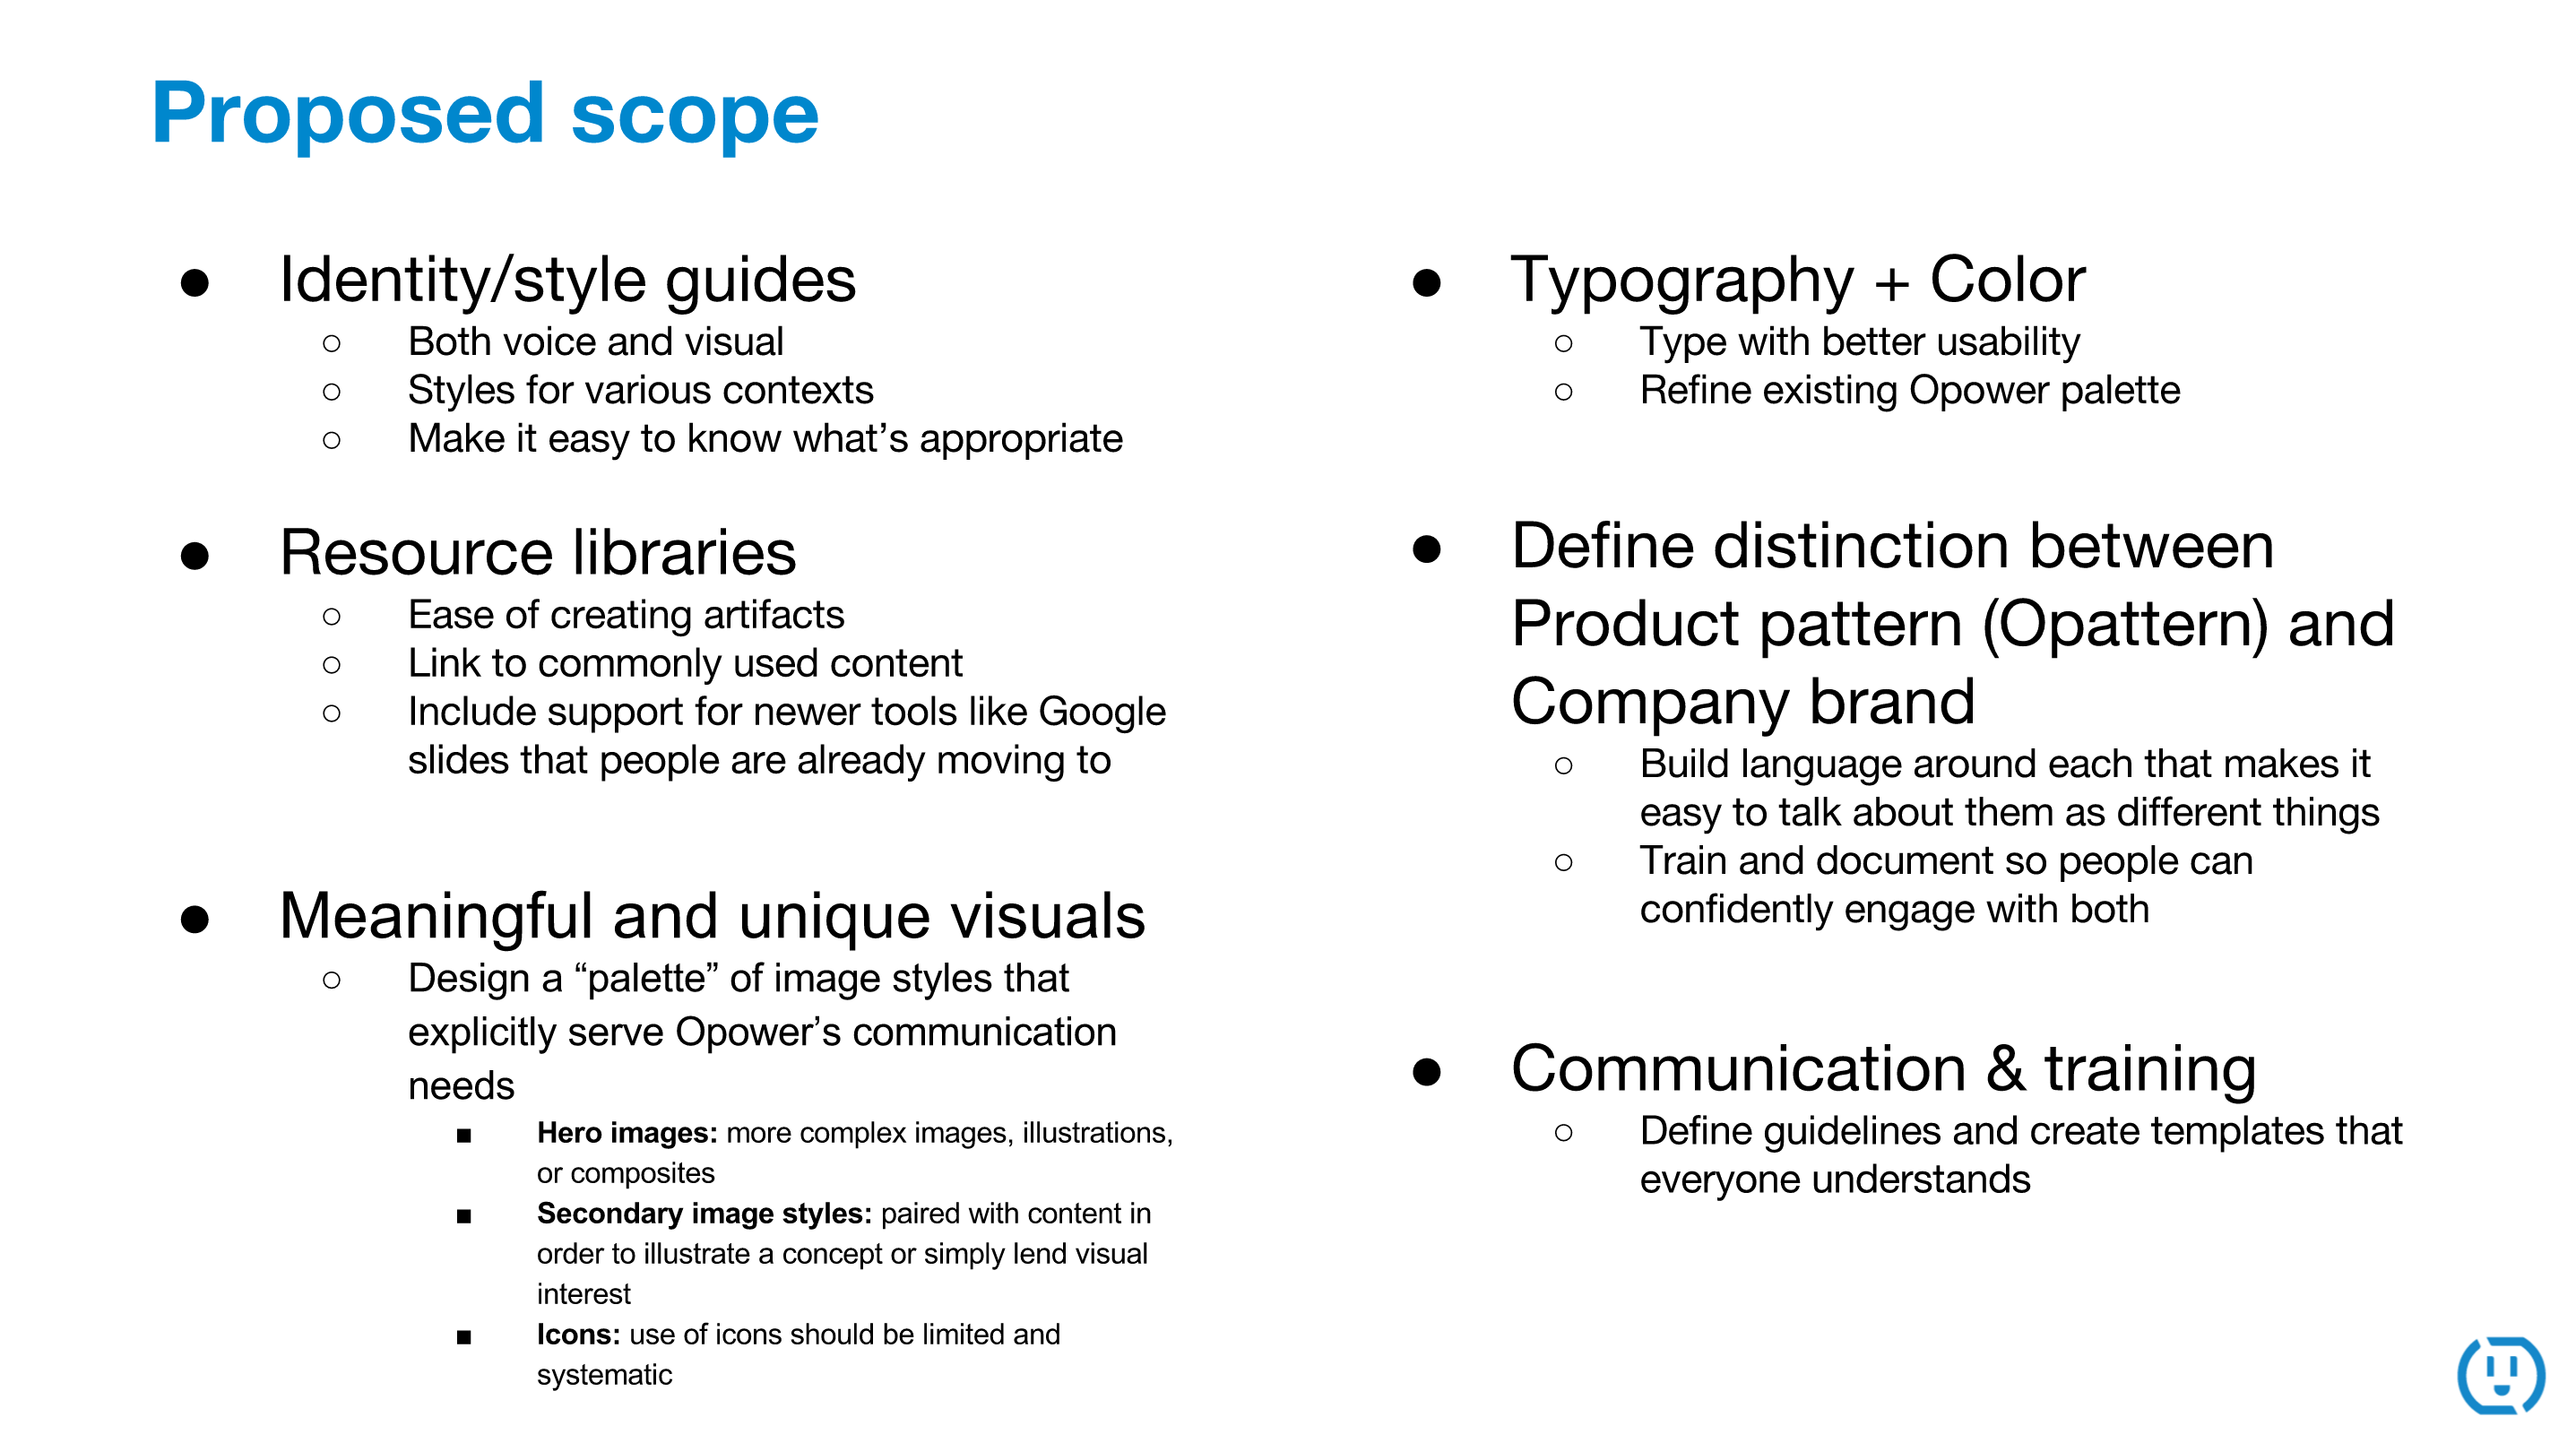 Proposed scope
● Identity/style guides
○ Both voice and visual
○ Styles for various contexts
○ Make it easy to know what’s appropriate
● Resource libraries
○ Ease of creating artifacts
○ Link to commonly used content
○ Include support for newer tools like Google
slides that people are already moving to
● Meaningful and unique visuals
○ Design a “palette” of image styles that
explicitly serve Opower’s communication
needs
■ Hero images: more complex images, illustrations,
or composites
■ Secondary image styles: paired with content in
order to illustrate a concept or simply lend visual
interest
■ Icons: use of icons should be limited and
systematic
● Typography + Color
○ Type with better usability
○ Refine existing Opower palette
● Define distinction between
Product pattern (Opattern) and
Company brand
○ Build language around each that makes it
easy to talk about them as different things
○ Train and document so people can
confidently engage with both
● Communication & training
○ Define guidelines and create templates that
everyone understands